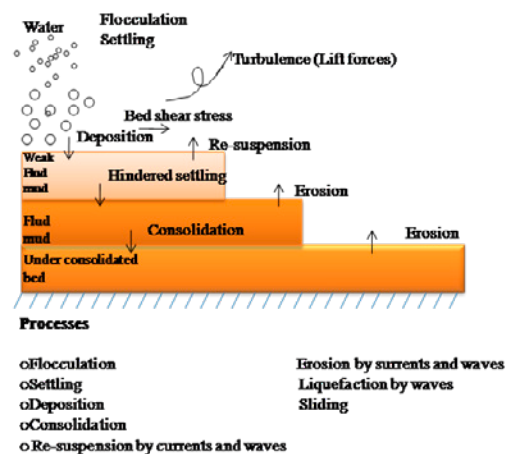 Water
Flocculation
Settling
Turbulence (Lift forces)
Bed shear stress
Deposition
Re-suspension
Weak
Flud
mud
Hindered settling
Erosion
Flud
mud
Consolidation
Erosion
Under consolidated
bed
Processes
oFlocculation
oSettling
oDeposition
oConsolidation
o Re-suspension by currents and waves
Erosion by surrents and waves
Liquefaction by waves
Sliding